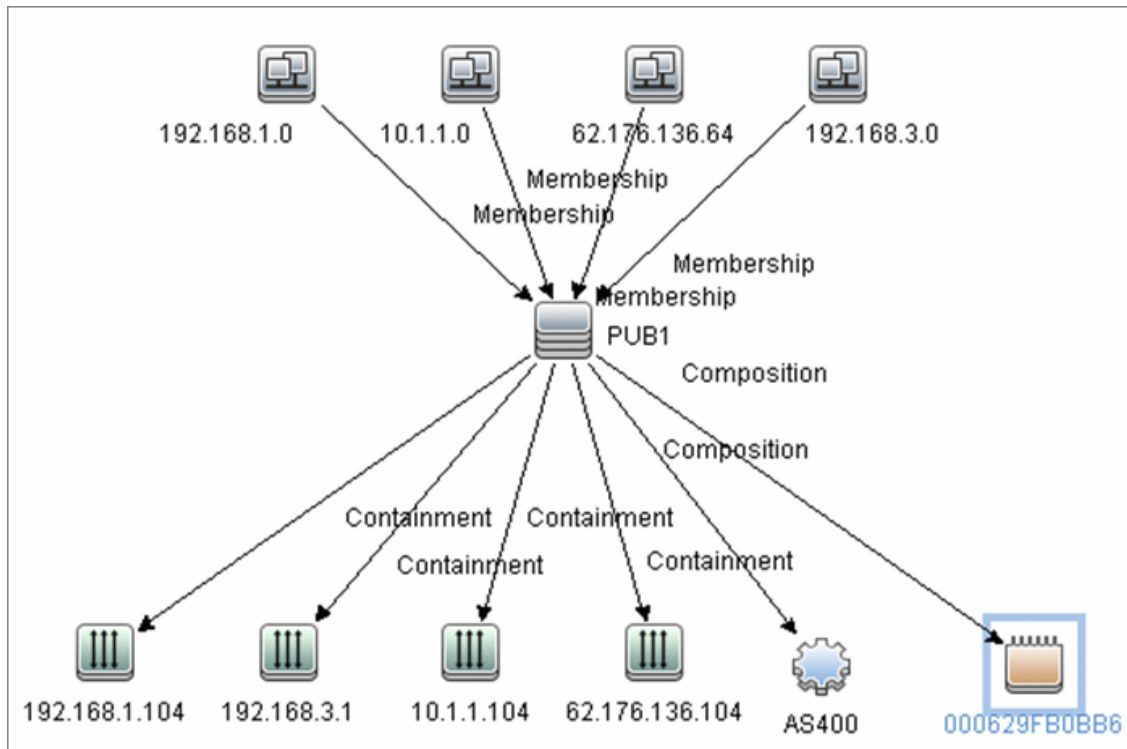 192.168.1.0
10.1.1.0
62.176.136.64
192.168.3.0
Membership
Membership
Membership
Membership
PUB1
Composition
Composition
Containment
Containment
Containment
Containment
192.168.1.104
192.168.3.1
10.1.1.104
62.176.136.104
AS400
000629FB0BB6